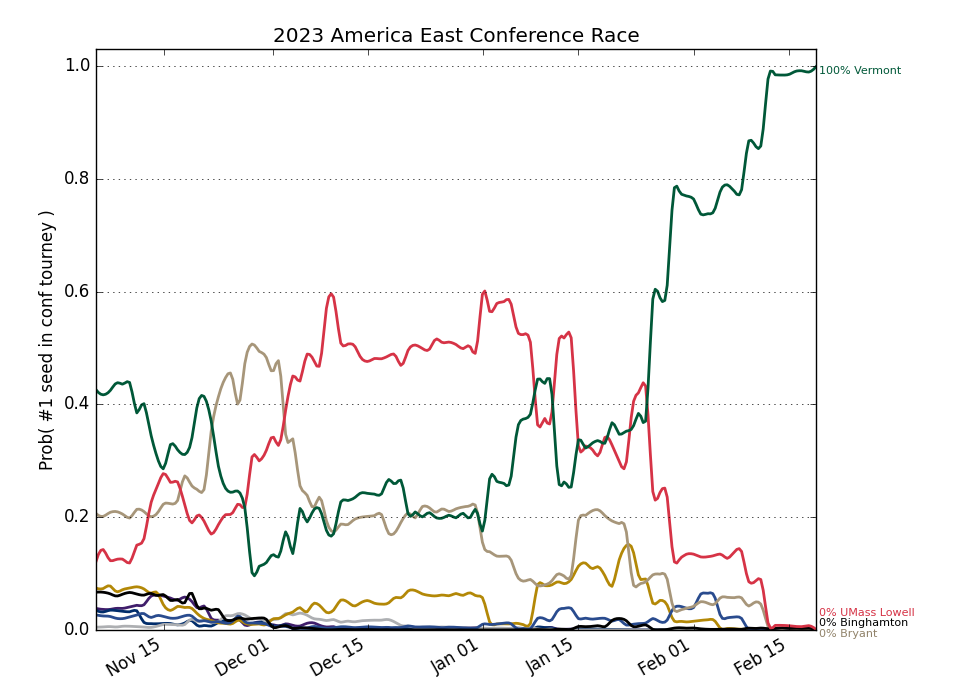 2023 America East Conference Race
Prob( #1 seed in conf tourney )
1.0
0.8
0.6
0.4
0.2
0.0
Nov 15
Dec 01
Dec 15
Jan 01
Jan 15
Feb 01
Feb 15
100% Vermont
0% UMass Lowell
0% Binghamton
0% Bryant